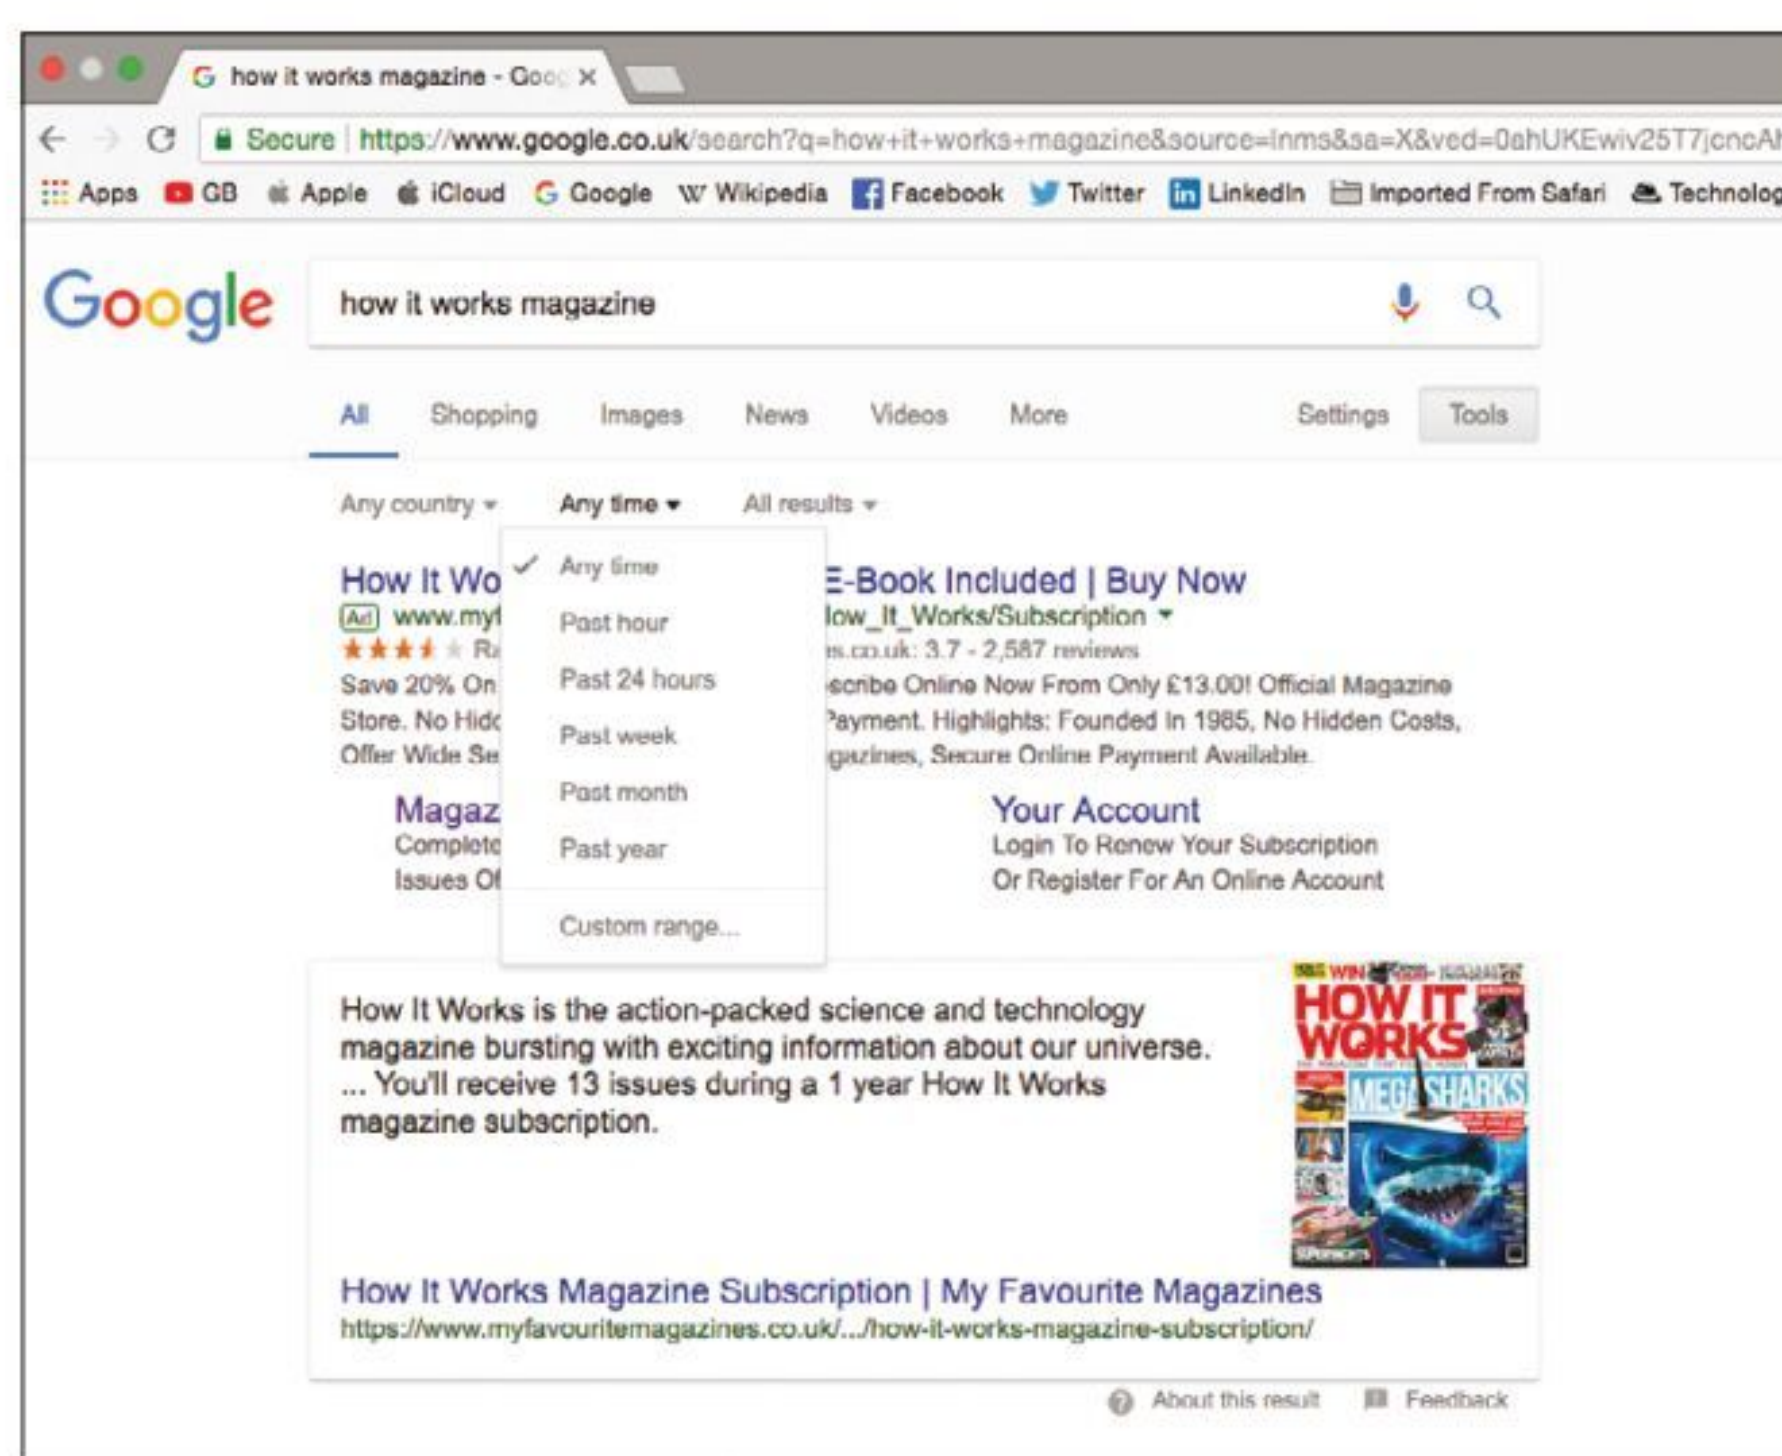 how it works magazine - Goog
Secure https://www.google.co.uk/search?q=how+it+works+magazine&source=lnms&sa=X&ved=0ahUKEwiv25T7jcncAh
Apps GB Apple iCloud Google Wikipedia Facebook Twitter LinkedIn Imported From Safari Technolog
Google how it works magazine
All Shopping Images News Videos More Settings Tools
Any country Any time All results
Any time
Past hour
Past 24 hours
Past week
Past month
Past year
Custom range...
How It Wo E-Book Included | Buy Now
Ad www.myf low_It_Works/Subscription
Ra es.co.uk: 3.7 - 2,587 reviews
Save 20% On scribe Online Now From Only £13.00! Official Magazine
Store. No Hidd Payment. Highlights: Founded In 1985, No Hidden Costs,
Offer Wide Se gazines, Secure Online Payment Available.
Magaz
Complete
Issues Of
Your Account
Login To Renew Your Subscription
Or Register For An Online Account
How It Works is the action-packed science and technology
magazine bursting with exciting information about our universe.
... You'll receive 13 issues during a 1 year How It Works
magazine subscription.
WIN
HOW IT
WORKS
MEGA SHARKS
SUPERYACHTS
How It Works Magazine Subscription | My Favourite Magazines
https://www.myfavouritemagazines.co.uk/.../how-it-works-magazine-subscription/
About this result Feedback